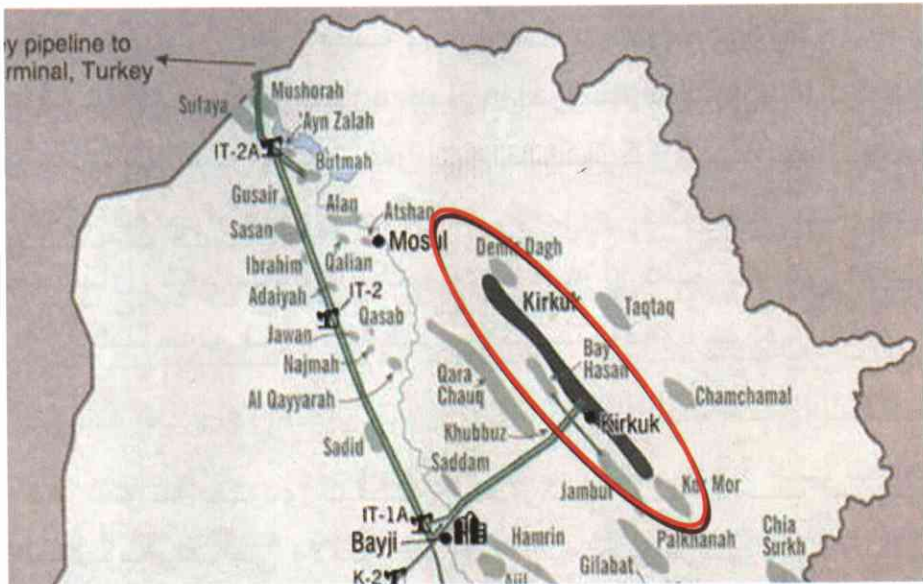 y pipeline to
erminal, Turkey
Mushorah
Sufaya
'Ayn Zalah
IT-2A
Butmah
Gusair
Alan
Atshan
Sasan
Mosul
Demir Dagh
Ibrahim
Qalian
Kirkuk
Adaiyah
IT-2
Taqtaq
Qasab
Jawan
Bay
Hasan
Najmah
Qara
Chauq
Al Qayyarah
Chamchamal
Khubbuz
Kirkuk
Sadid
Saddam
Jambur
Kor Mor
IT-1A
Bayji
Hamrin
Palkhanah
Chia
Surkh
Gilabat
K-2
Ajil